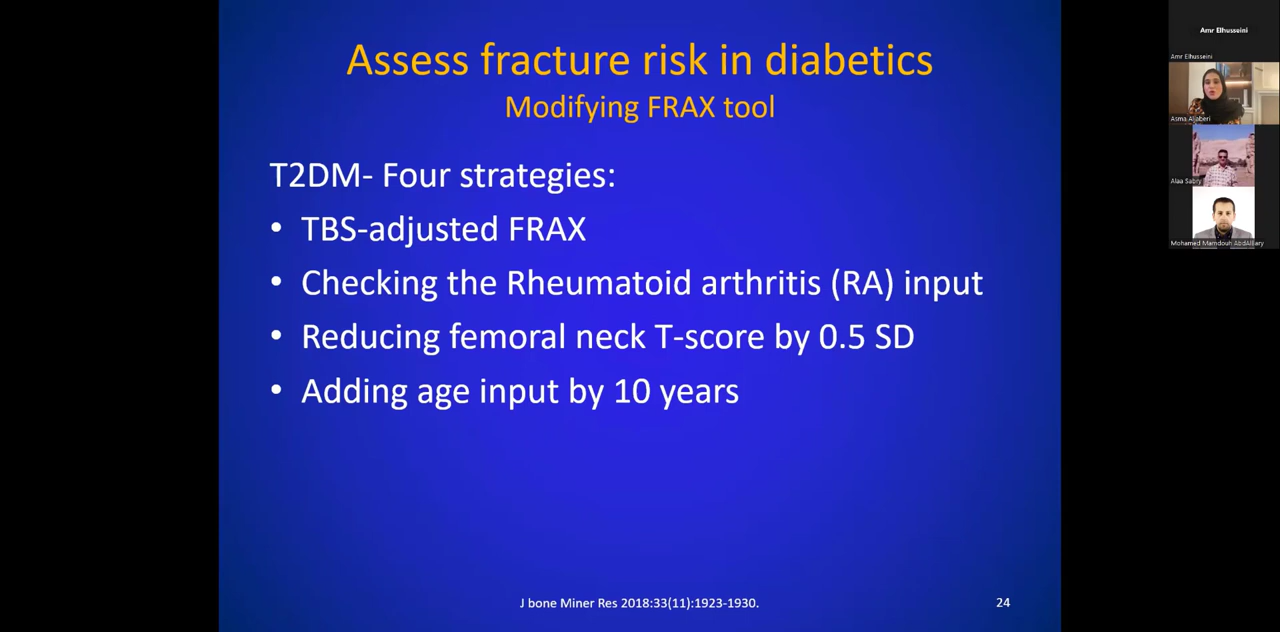 Assess fracture risk in diabetics
Modifying FRAX tool
T2DM- Four strategies:
• TBS-adjusted FRAX
• Checking the Rheumatoid arthritis (RA) input
• Reducing femoral neck T-score by 0.5 SD
• Adding age input by 10 years
J bone Miner Res 2018:33(11):1923-1930.
24
Amr Elhusseini
Amr Elhusseini
Asma Aljaberi
Alaa Sabry
Mohamed Mamdouh